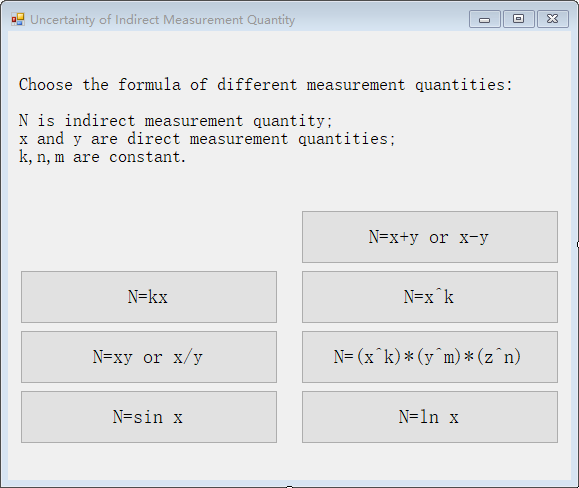 Uncertainty of Indirect Measurement Quantity
Choose the formula of different measurement quantities:
N is indirect measurement quantity;
x and y are direct measurement quantities;
k,n,m are constant.
N=x+y or x-y
N=kx
N=x^k
N=xy or x/y
N=(x^k)*(y^m)*(z^n)
N=sin x
N=ln x